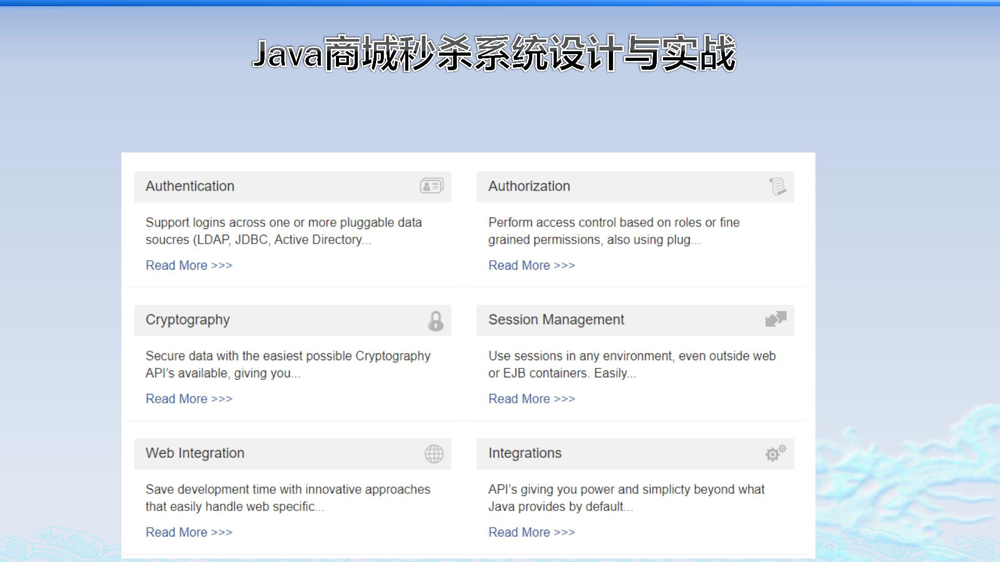 Java商城秒杀系统设计与实战
Authentication
Support logins across one or more pluggable data
soucres (LDAP, JDBC, Active Directory...
Read More >>>
Authorization
Perform access control based on roles or fine
grained permissions, also using plug...
Read More >>>
Cryptography
Secure data with the easiest possible Cryptography
API’s available, giving you...
Read More >>>
Session Management
Use sessions in any environment, even outside web
or EJB containers. Easily...
Read More >>>
Web Integration
Save development time with innovative approaches
that easily handle web specific...
Read More >>>
Integrations
API’s giving you power and simplicty beyond what
Java provides by default...
Read More >>>